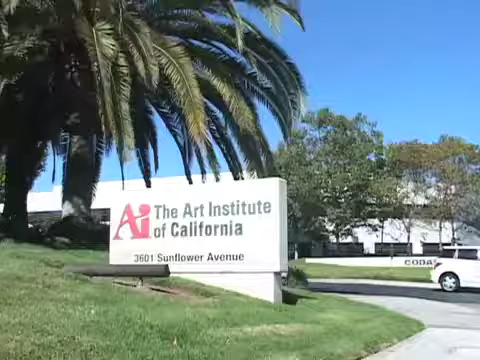 Ai The Art Institute
of California
3601 Sunflower Avenue
CODA